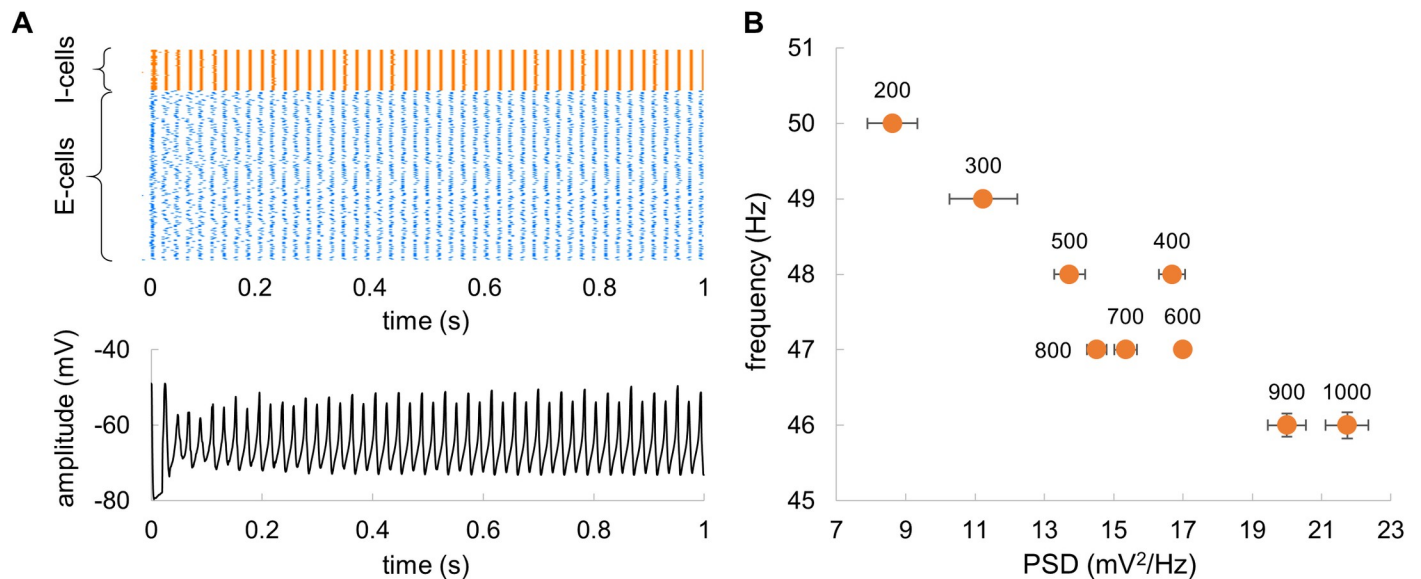 A
I-cells
E-cells
0 0.2 0.4 0.6 0.8 1
time (s)
amplitude (mV)
-40
-60
-80
0 0.2 0.4 0.6 0.8 1
time (s)
B
frequency (Hz)
51
50
49
48
47
46
45
200
300
500 400
800 700 600
900 1000
7 9 11 13 15 17 19 21 23
PSD (mV²/Hz)